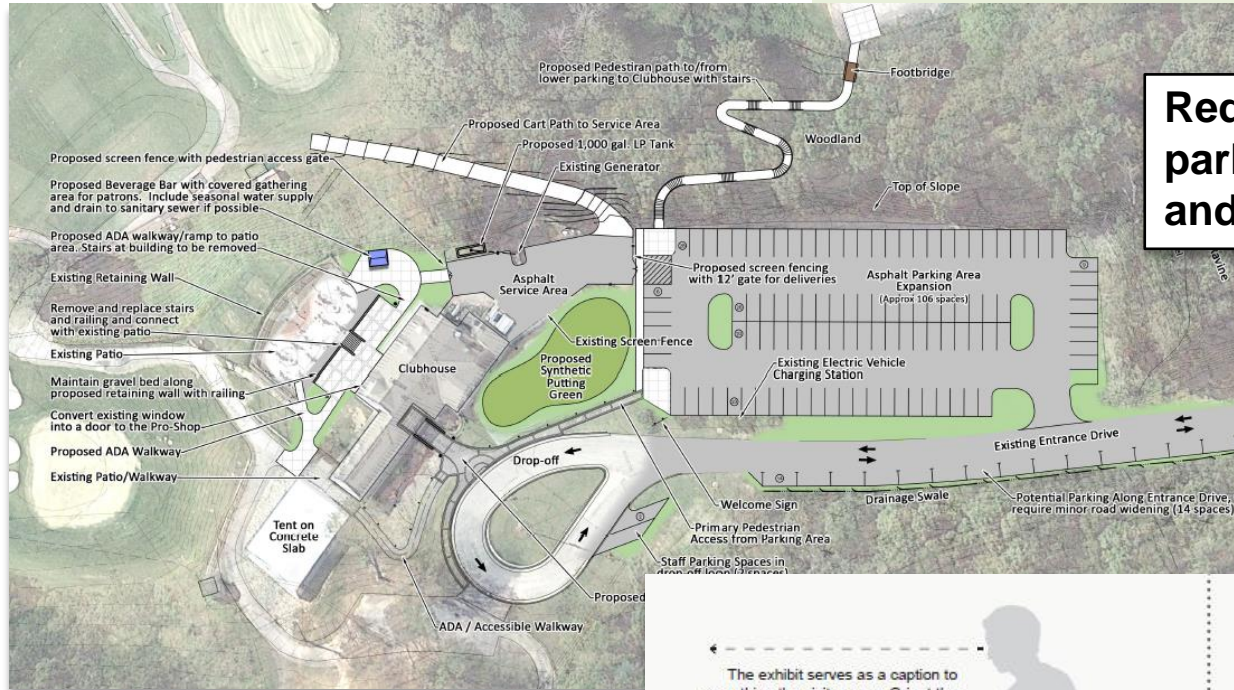 Proposed Pedestiran path to/from
lower parking to Clubhouse with stairs
Footbridge
Woodland
Proposed Cart Path to Service Area
Proposed 1,000 gal. LP Tank
Existing Generator
Top of Slope
Proposed screen fence with pedestrian access gate
Proposed Beverage Bar with covered gathering
area for patrons. Include seasonal water supply
and drain to sanitary sewer if possible
Proposed ADA walkway/ramp to patio
area. Stairs at building to be removed
Existing Retaining Wall
Remove and replace stairs
and railing and connect
with existing patio
Existing Patio
Maintain gravel bed along
proposed retaining wall with railing
Convert existing window
into a door to the Pro-Shop
Proposed ADA Walkway
Existing Patio/Walkway
Asphalt
Service Area
Proposed screen fencing
with 12' gate for deliveries
Asphalt Parking Area
Expansion
(Approx 106 spaces)
Existing Screen Fence
Proposed
Synthetic
Putting
Green
Clubhouse
Existing Electric Vehicle
Charging Station
Existing Entrance Drive
Drop-off
Drainage Swale
Potential Parking Along Entrance Drive,
require minor road widening (14 spaces)
Welcome Sign
Primary Pedestrian
Access from Parking Area
Staff Parking Spaces in
Tent on
Concrete
Slab
Proposed
ADA / Accessible Walkway
and
The exhibit serves as a caption to